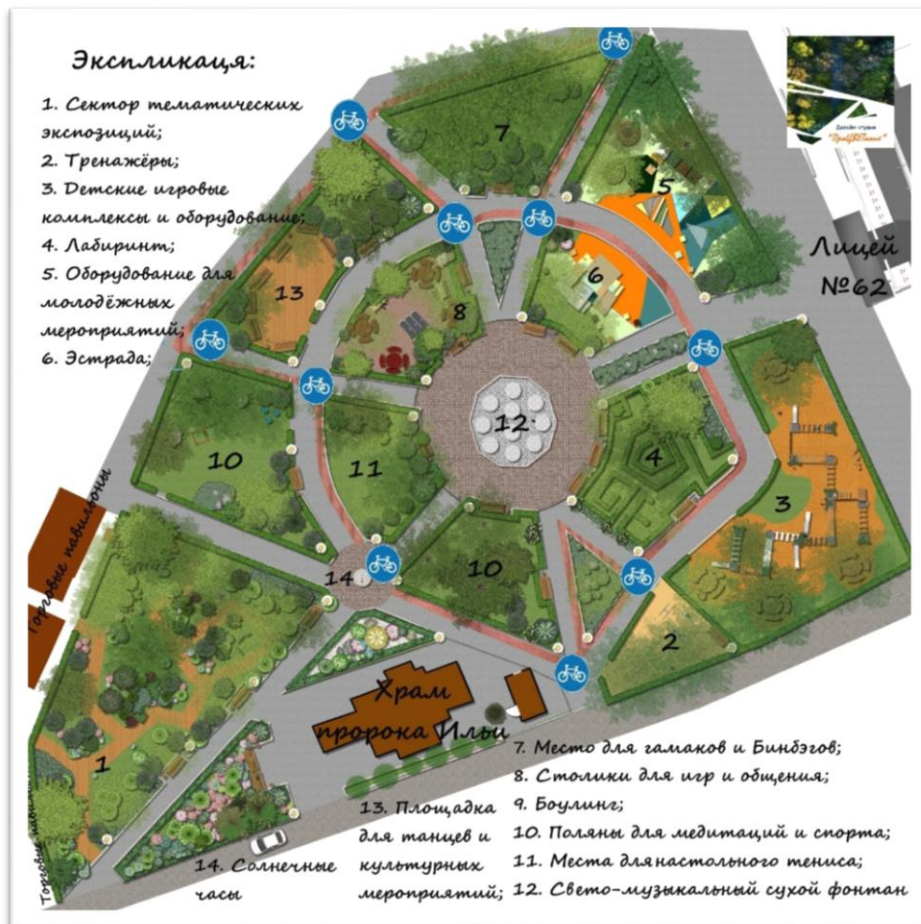 Экспликаця:
1. Сектор тематических
экспозиций;
2. Тренажёры;
3. Детские игровые
комплексы и оборудование;
4. Лабиринт;
5. Оборудование для
молодёжных
мероприятий;
6. Эстрада;
Дизайн-студия
Лицей
№62
7
5
6
13
8
12
10
11
4
3
14
10
2
1
Торговые павильоны
Храм
пророка Ильи
7. Место для гамаков и Бинбэгов;
8. Столики для игр и общения;
9. Боулинг;
10. Поляны для медитаций и спорта;
11. Места длянастольного тениса;
12. Свето-музыкальный сухой фонтан
13. Площадка
для танцев и
культурных
мероприятий;
14. Солнечные
часы